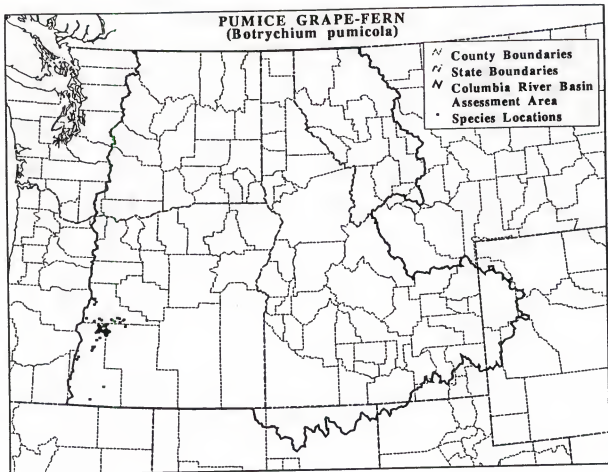 PUMICE GRAPE-FERN
(Botrychium pumicola)
County Boundaries
State Boundaries
Columbia River Basin
Assessment Area
Species Locations